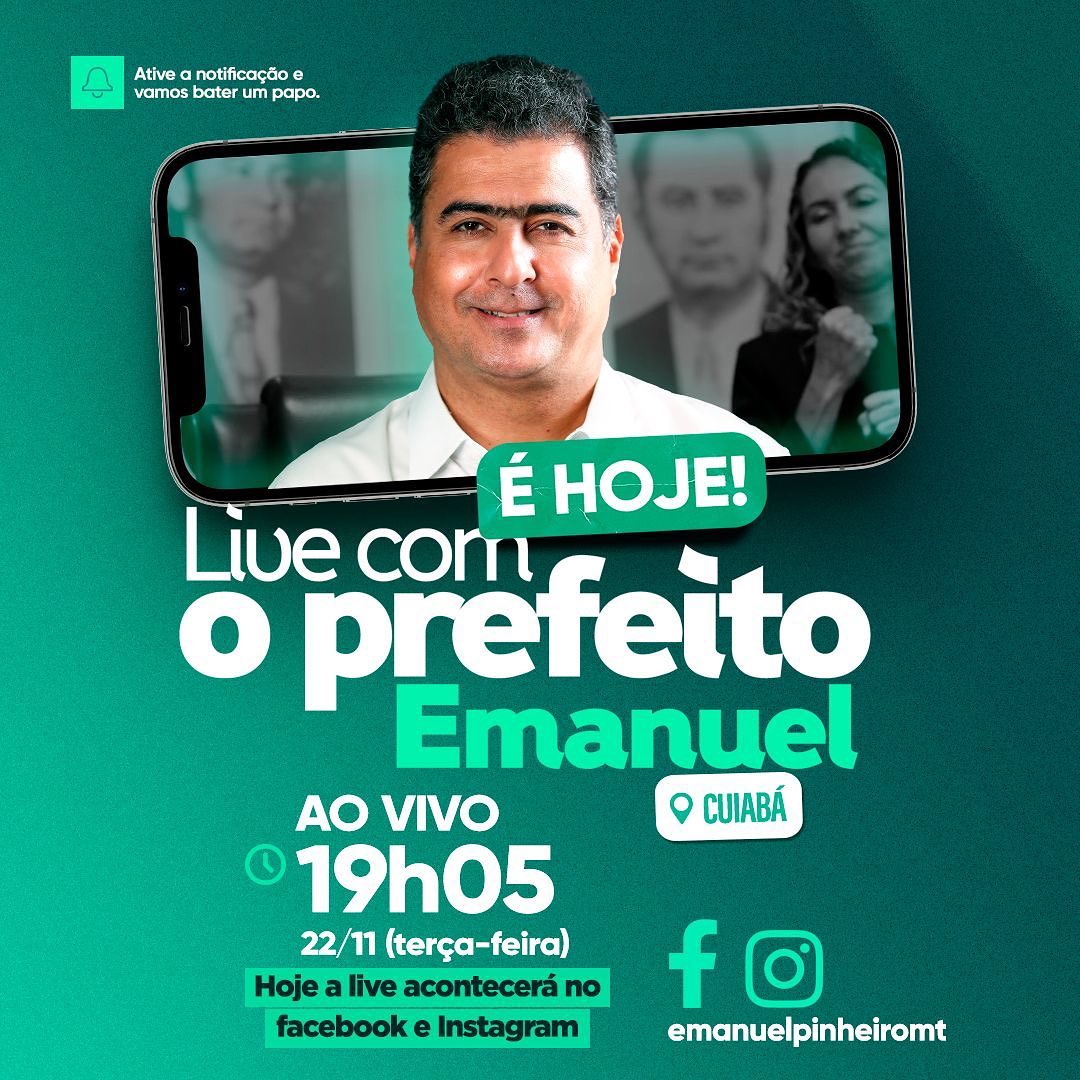 Ative a notificação e
vamos bater um papo.
É HOJE!
Live com
o prefeito
Emanuel
CUIABÁ
AO VIVO
19h05
22/11 (terça-feira)
Hoje a live acontecerá no
facebook e Instagram
emanuelpinheiromt